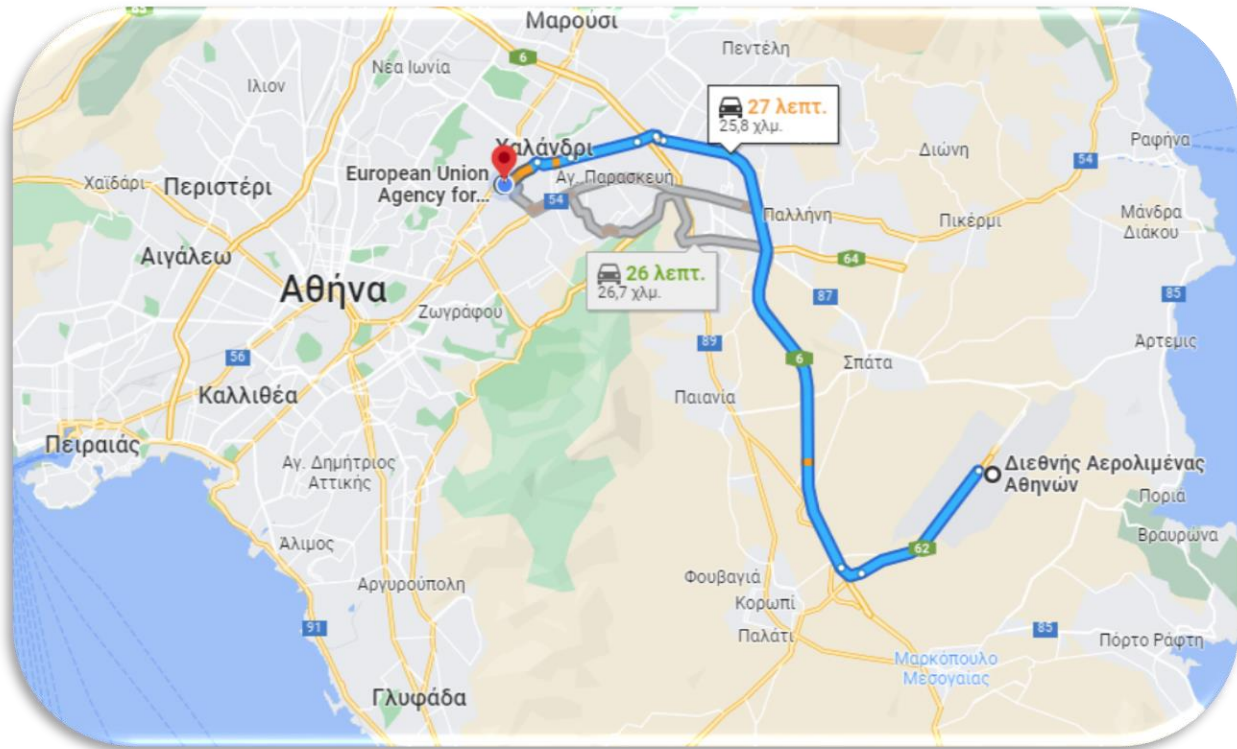 Μαρούσι
6
Πεντέλη
Νέα Ιωνία
Ίλιον
27 λεπτ.
25,8 χλμ.
Ραφήνα
Χαλάνδρι
Διώνη
54
European Union
Agency for...
Αγ. Παρασκευή
Χαϊδάρι
Περιστέρι
54
Παλλήνη
Πικέρμι
Μάνδρα
Διάκου
Αιγάλεω
64
26 λεπτ.
26,7 χλμ.
Αθήνα
87
85
Ζωγράφου
89
Άρτεμις
56
6
Σπάτα
Καλλιθέα
Παιανία
Πειραιάς
Αγ. Δημήτριος
Αττικής
Διεθνής Αερολιμένας
Αθηνών
Ποριά
Βραυρώνα
Άλιμος
62
Αργυρούπολη
Φουβαγιά
Κορωπί
91
Παλάτι
85
Πόρτο Ράφτη
Μαρκόπουλο
Μεσογαίας
Γλυφάδα